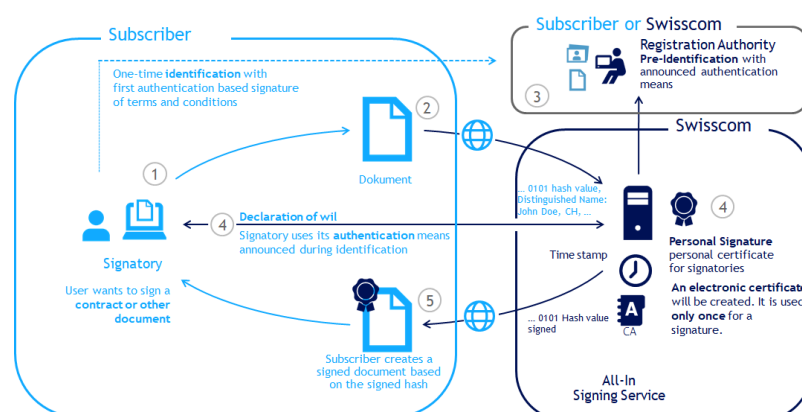 Subscriber
One-time identification with
first authentication based signature
of terms and conditions
2
Dokument
1
Signatory
User wants to sign a
contract or other
document
4
Declaration of wil
Signatory uses its authentication means
announced during identification
5
Subscriber creates a
signed document based
on the signed hash
Subscriber or Swisscom
Registration Authority
Pre-Identification with
announced authentication
means
3
Swisscom
... 0101 hash value,
Distinguished Name:
John Doe, CH, ...
4
Personal Signature
personal certificate
for signatories
Time stamp
An electronic certificate
will be created. It is used
only once for a
signature.
... 0101 Hash value
signed
A
CA
All-In
Signing Service